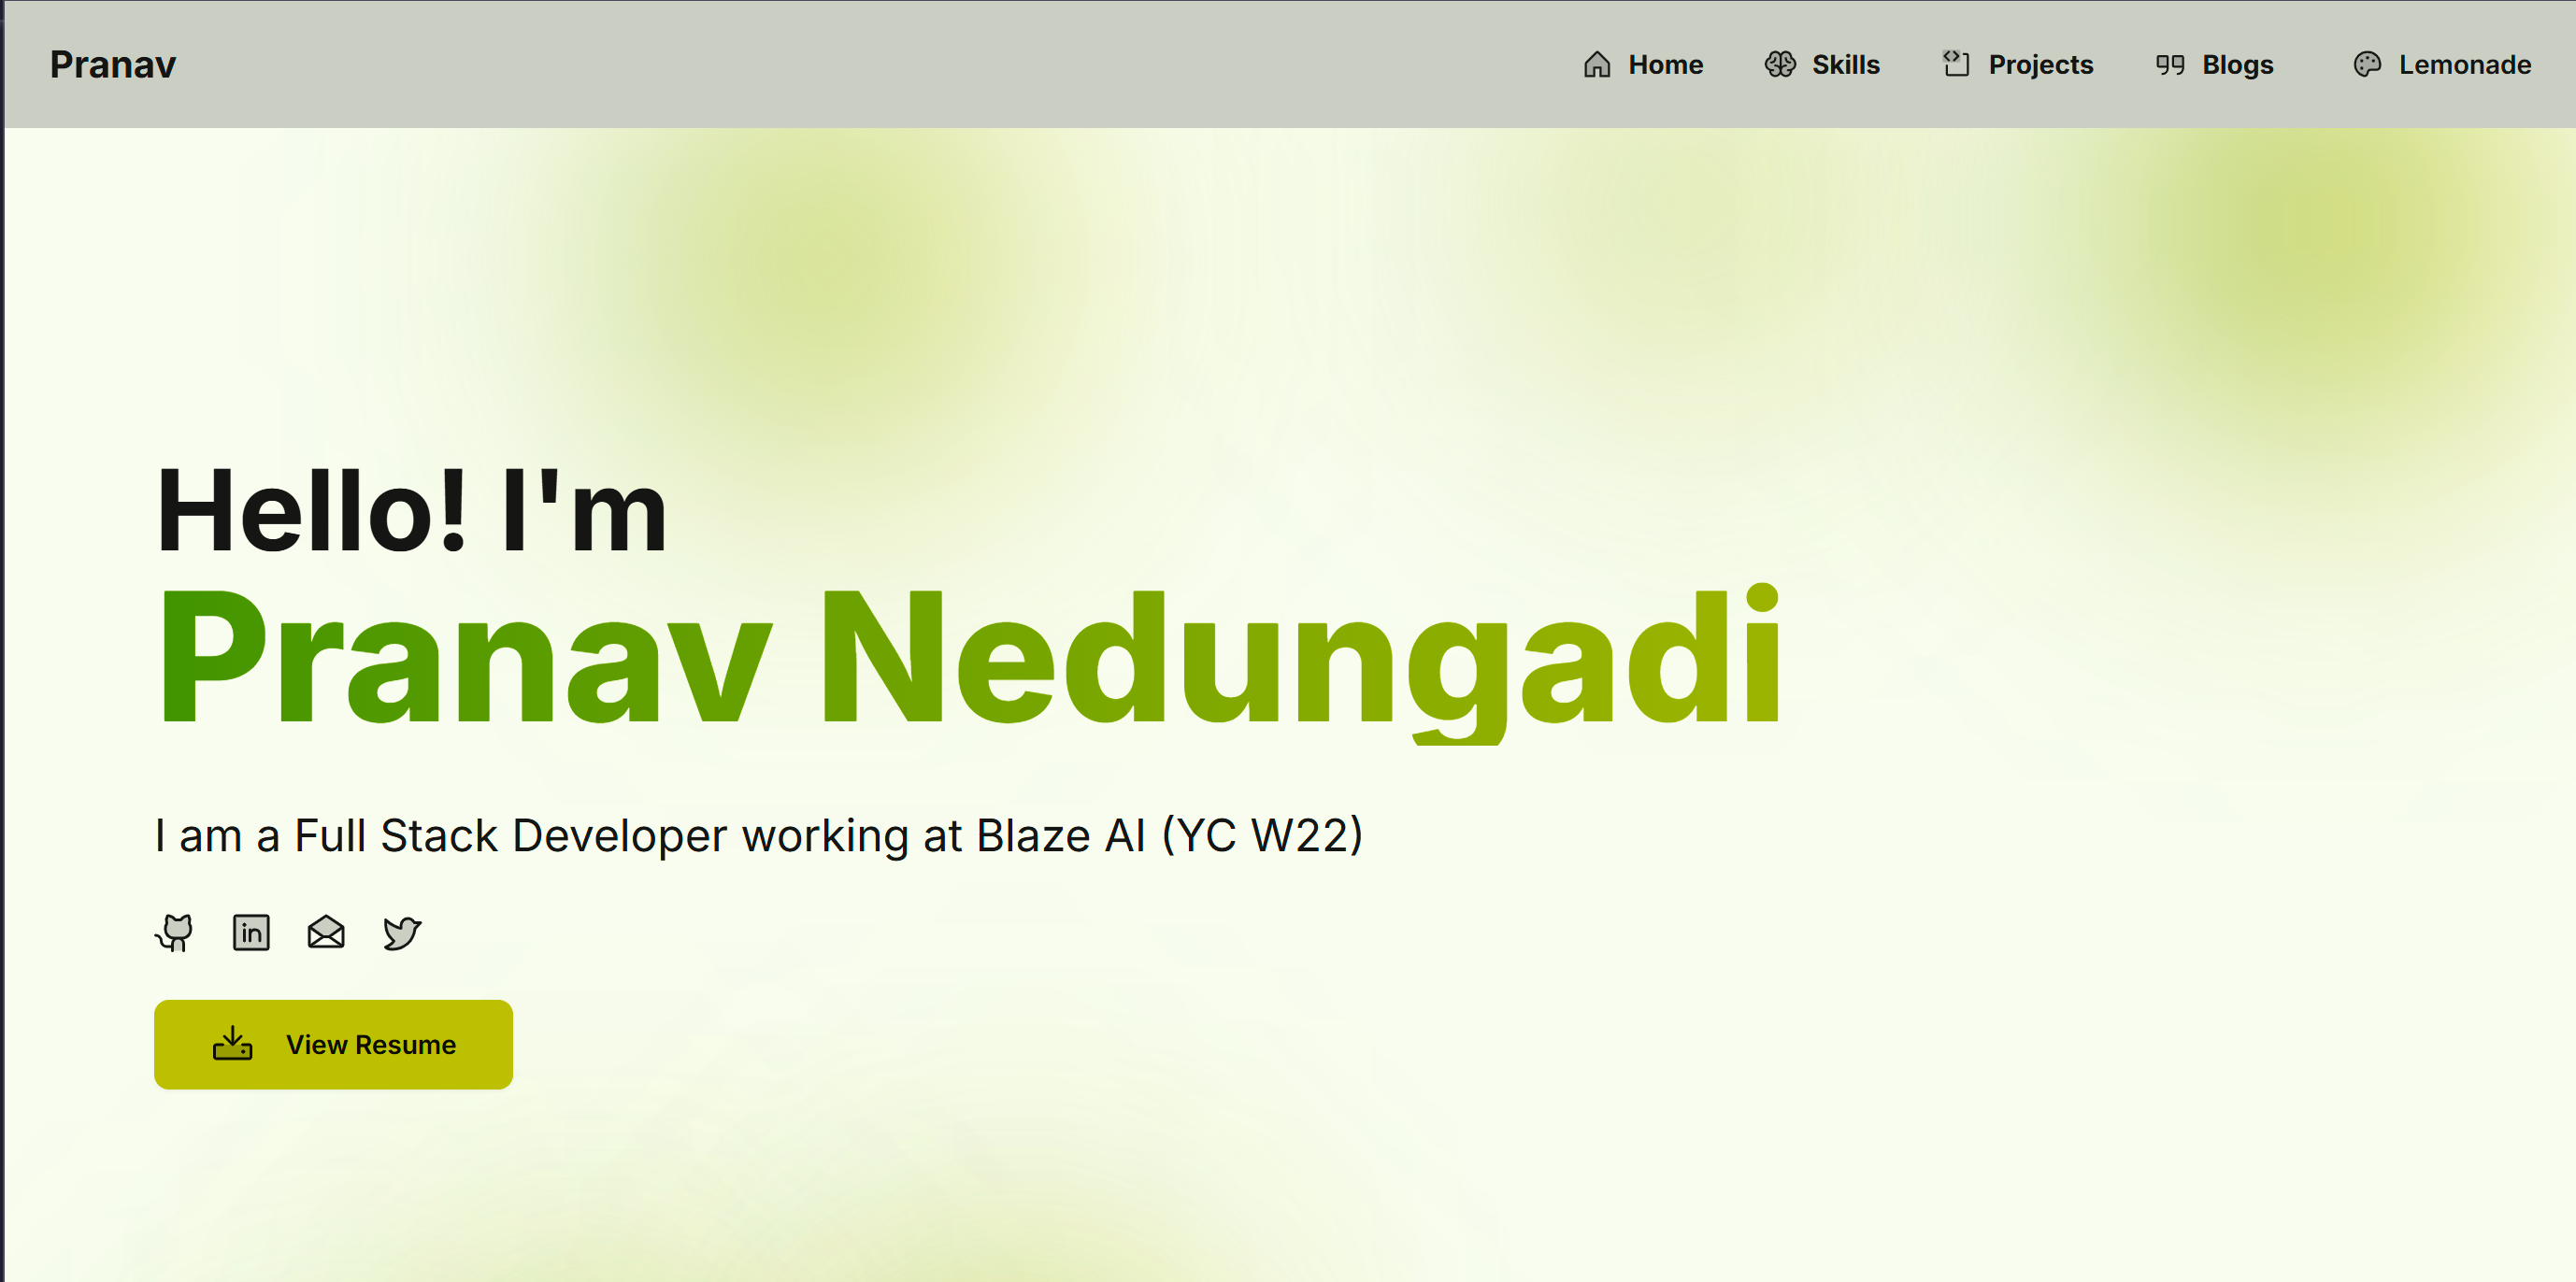 Pranav
Home Skills Projects Blogs Lemonade
Hello! I'm
Pranav Nedungadi
I am a Full Stack Developer working at Blaze AI (YC W22)
in
View Resume